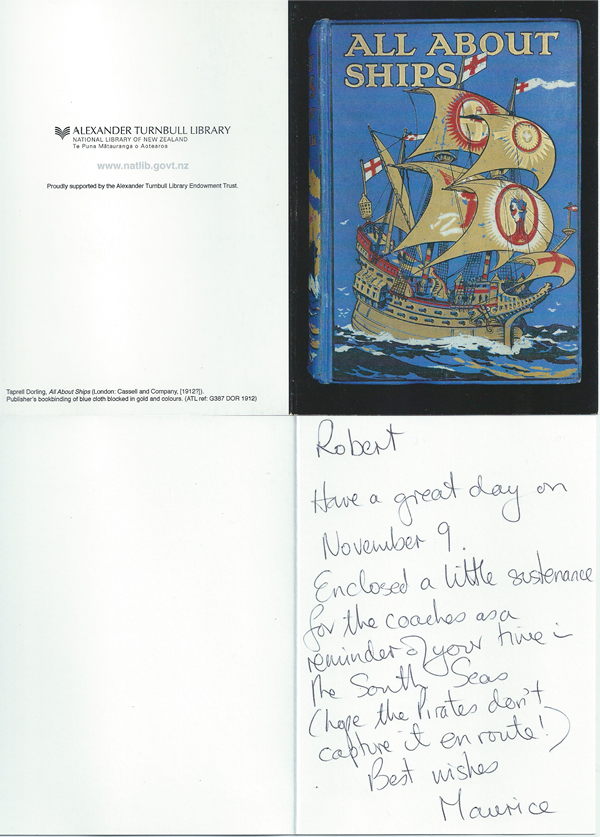 ALEXANDER TURNBULL LIBRARY
NATIONAL LIBRARY OF NEW ZEALAND
Te Puna Mātauranga o Aotearoa
www.natlib.govt.nz
Proudly supported by the Alexander Turnbull Library Endowment Trust.
Taprell Dorling, All About Ships (London: Cassell and Company, [1912?]).
Publisher's bookbinding of blue cloth blocked in gold and colours. (ATL ref: G387 DOR 1912)
ALL ABOUT
SHIPS
Robert
Have a great day on
November 9.
Enclosed a little sustenance
for the coaches as a
reminder of your time in
the South Seas
(hope the Pirates don't
capture it en route!)
Best wishes
Maurice